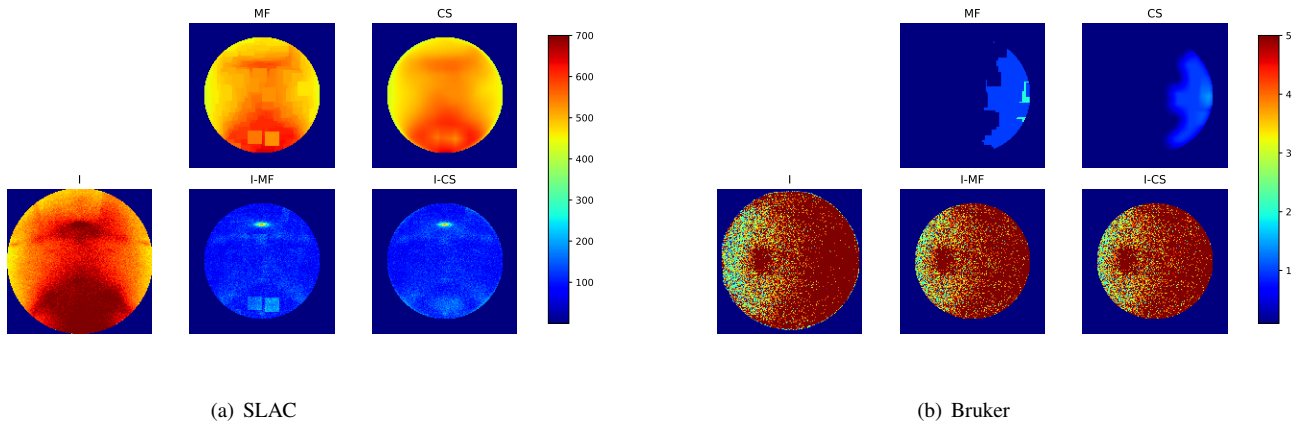 MF CS
700
600
500
400
300
200
100
I I-MF I-CS
(a) SLAC
MF CS
5
4
3
2
1
I I-MF I-CS
(b) Bruker